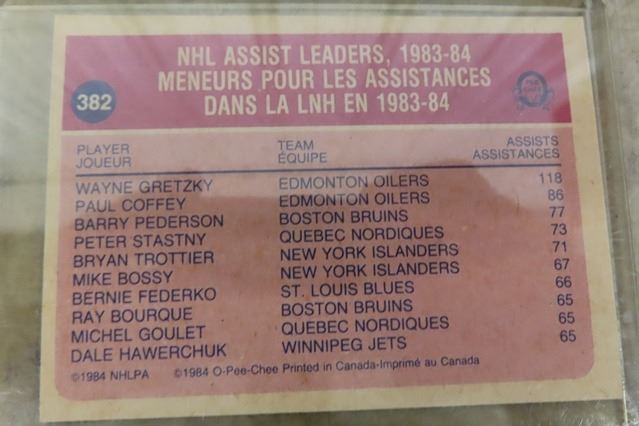 NHL ASSIST LEADERS, 1983-84
MENEURS POUR LES ASSISTANCES
DANS LA LNH EN 1983-84
382
PLAYER TEAM ASSISTS
JOUEUR ÉQUIPE ASSISTANCES
WAYNE GRETZKY EDMONTON OILERS 118
PAUL COFFEY EDMONTON OILERS 86
BARRY PEDERSON BOSTON BRUINS 77
PETER STASTNY QUEBEC NORDIQUES 73
BRYAN TROTTIER NEW YORK ISLANDERS 71
MIKE BOSSY NEW YORK ISLANDERS 67
BERNIE FEDERKO ST. LOUIS BLUES 66
RAY BOURQUE BOSTON BRUINS 65
MICHEL GOULET QUEBEC NORDIQUES 65
DALE HAWERCHUK WINNIPEG JETS 65
©1984 NHLPA ©1984 O-Pee-Chee Printed in Canada-Imprimé au Canada